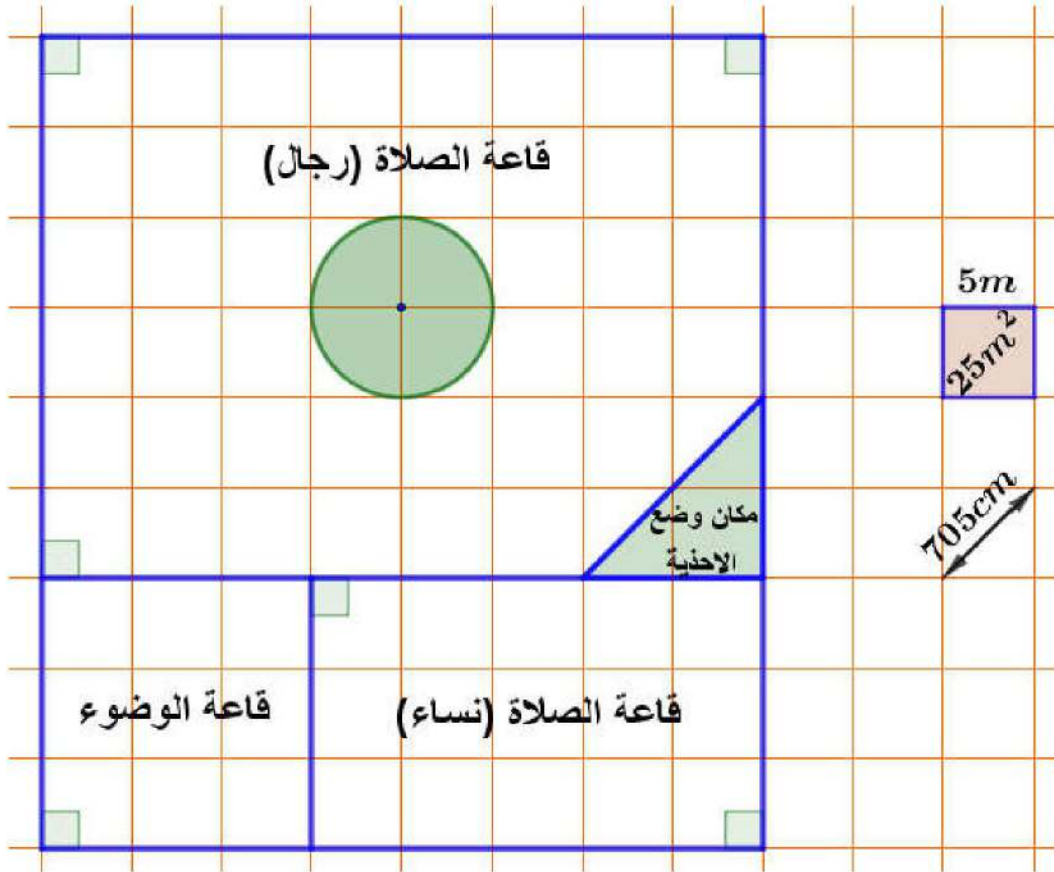 قاعة الصلاة (رجال)
5m
25m²
مكان وضع
الاحذية
705cm
قاعة الصلاة (نساء)
قاعة الوضوء